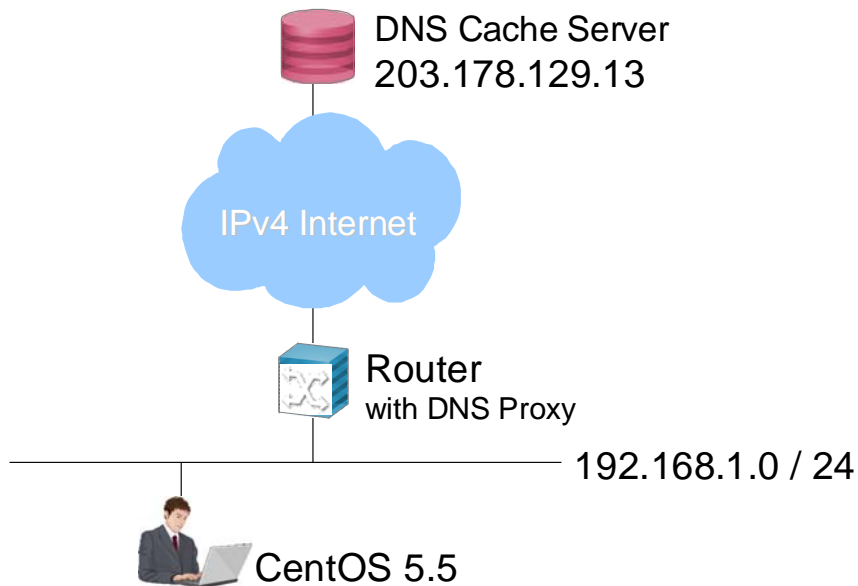 DNS Cache Server
203.178.129.13
IPv4 Internet
Router
with DNS Proxy
192.168.1.0 / 24
CentOS 5.5